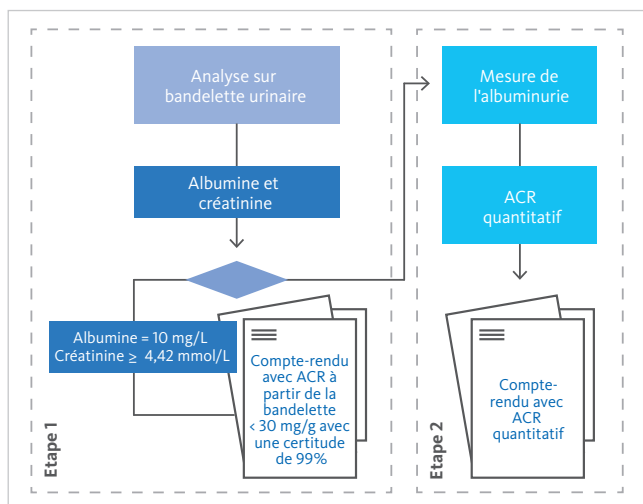 Analyse sur
bandelette urinaire
Albumine et
créatinine
Albumine = 10 mg/L
Créatinine ≥ 4,42 mmol/L
Compte-rendu
avec ACR à
partir de la
bandelette
< 30 mg/g avec
une certitude
de 99%
Etape 1
Mesure de
l'albuminurie
ACR
quantitatif
Compte-
rendu avec
ACR
quantitatif
Etape 2